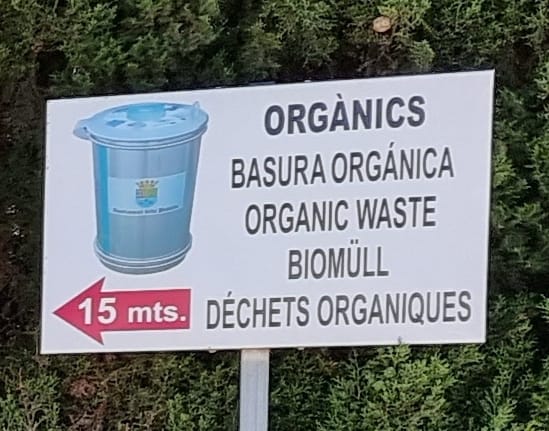 ORGÀNICS
BASURA ORGÁNICA
ORGANIC WASTE
BIOMÜLL
DÉCHETS ORGANIQUES
15 mts.